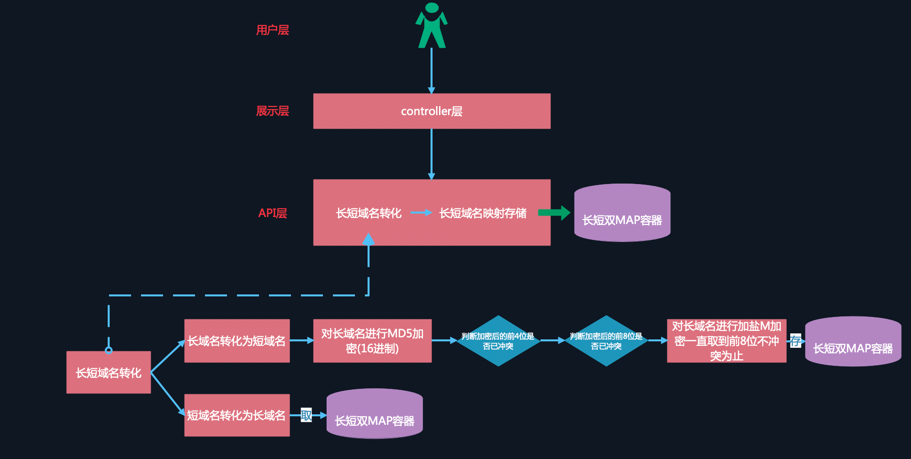 用户层
展示层
controller层
API层
长短域名转化
长短域名映射存储
长短双MAP容器
长短域名转化
长域名转化为短域名
对长域名进行MD5加
密(16进制)
判断加密后的前4位是
否已冲突
判断加密后的前8位是
否已冲突
对长域名进行加盐M加
密一直取到前8位不冲
突为止
存
长短双MAP容器
短域名转化为长域名
取
长短双MAP容器